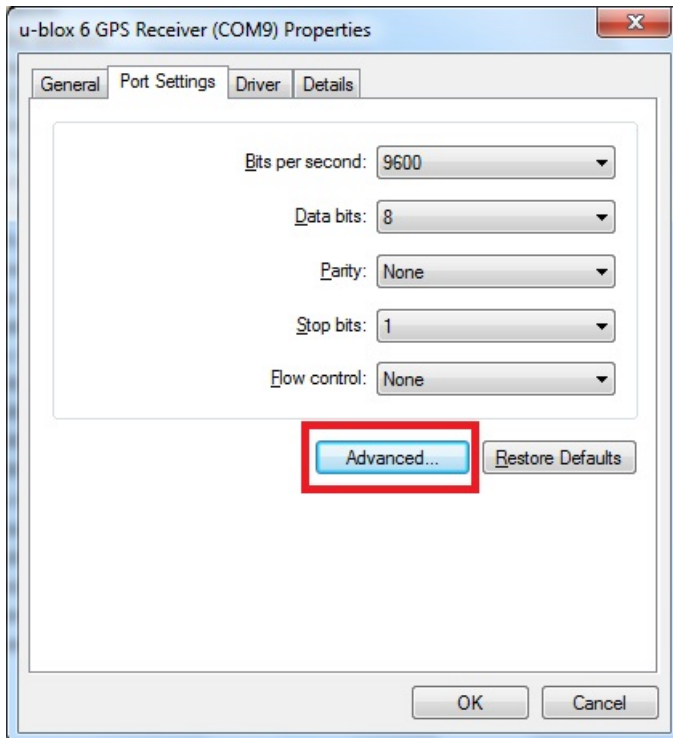 u-blox 6 GPS Receiver (COM9) Properties
General Port Settings Driver Details
Bits per second: 9600
Data bits: 8
Parity: None
Stop bits: 1
Flow control: None
Advanced... Restore Defaults
OK Cancel